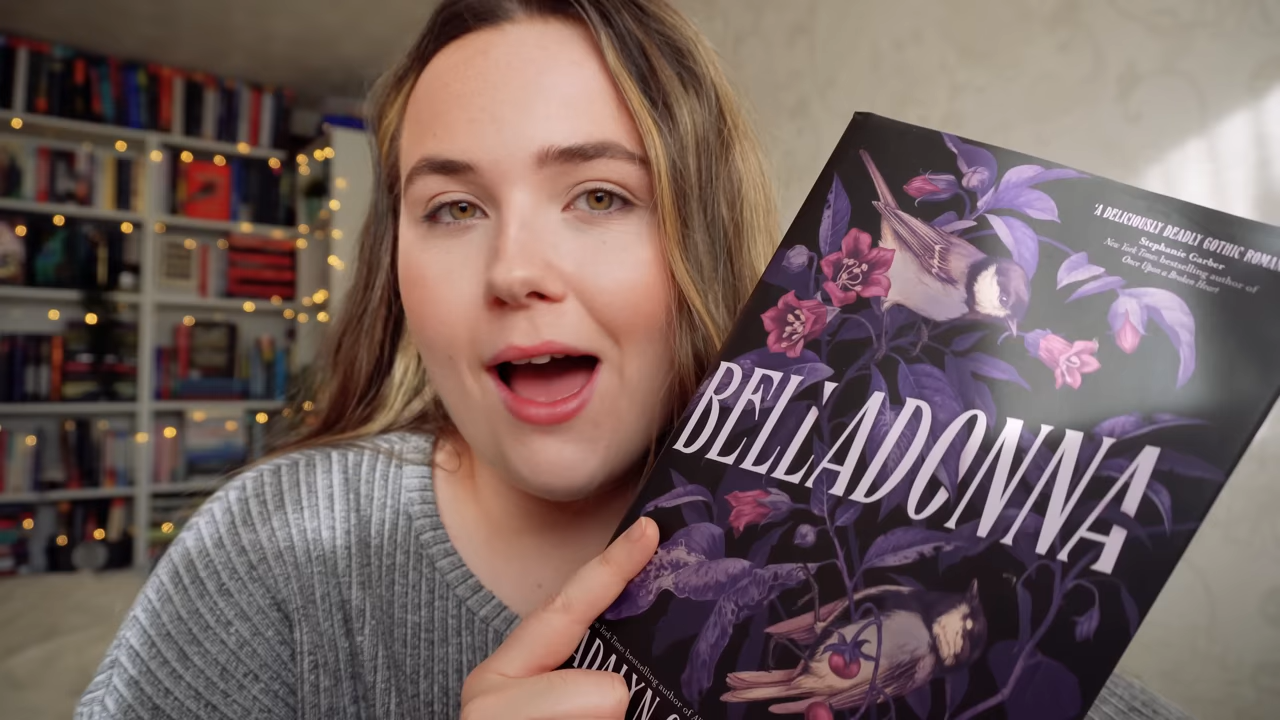 'A DELICIOUSLY DEADLY GOTHIC
Stephanie Garber
New York Times bestselling author of
Once Upon a Broken Heart
BELLADONNA
New York Times bestselling author of